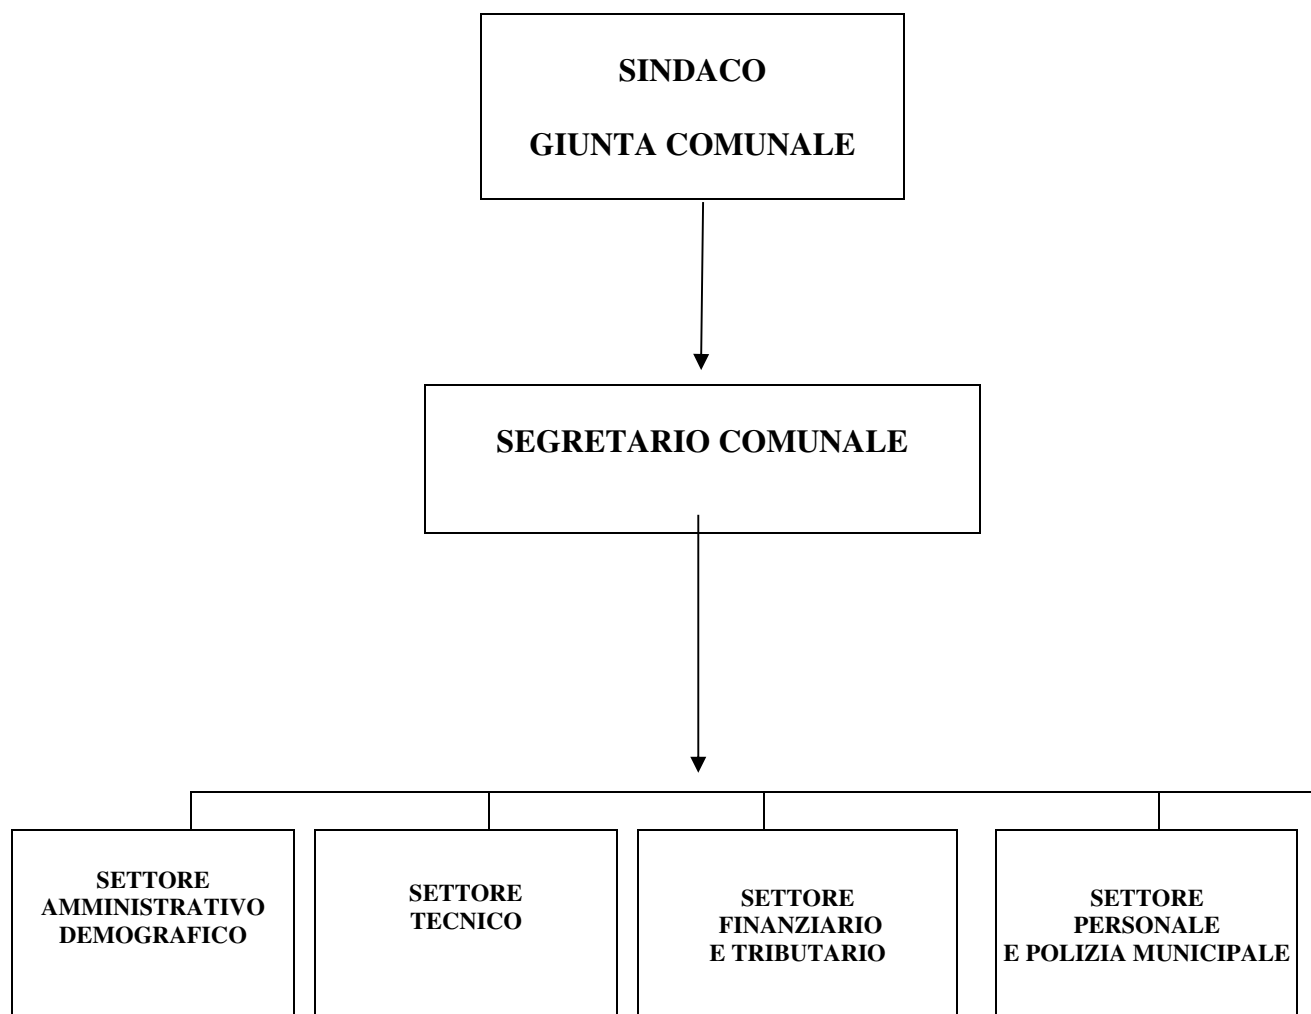 SINDACO
GIUNTA COMUNALE
SEGRETARIO COMUNALE
SETTORE
AMMINISTRATIVO
DEMOGRAFICO
SETTORE
TECNICO
SETTORE
FINANZIARIO
E TRIBUTARIO
SETTORE
PERSONALE
E POLIZIA MUNICIPALE